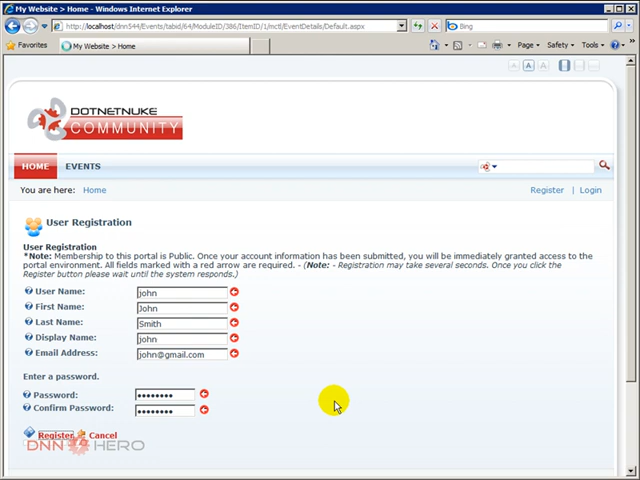 My Website > Home - Windows Internet Explorer
http://localhost/dnn544/Events/tabid/64/ModuleID/386/ItemID/1/mctl/EventDetails/Default.aspx
Bing
Favorites
My Website > Home
Page
Safety
Tools
A A A
DOTNETNUKE
COMMUNITY
HOME EVENTS
You are here: Home
Register | Login
User Registration
User Registration
*Note: Membership to this portal is Public. Once your account information has been submitted, you will be immediately granted access to the
portal environment. All fields marked with a red arrow are required. - (Note: - Registration may take several seconds. Once you click the
Register button please wait until the system responds.)
User Name: john
First Name: John
Last Name: Smith
Display Name: john
Email Address: john@gmail.com
Enter a password.
Password: ••••••••
Confirm Password: ••••••••
Register Cancel
DNN HERO